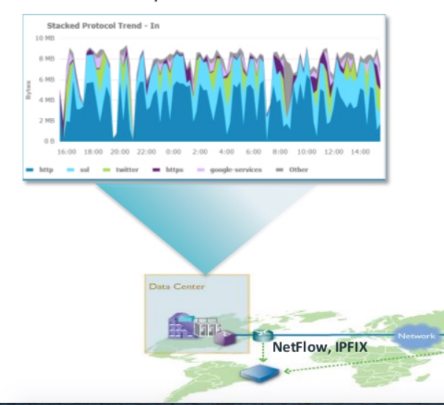 Stacked Protocol Trend - In
10 MB
8 MB
6 MB
4 MB
2 MB
0 B
Bytes
16:00 18:00 20:00 22:00 0:00 2:00 4:00 6:00 8:00 10:00 12:00 14:00
http ssl twitter https google-services Other
Data Center
Network
NetFlow, IPFIX